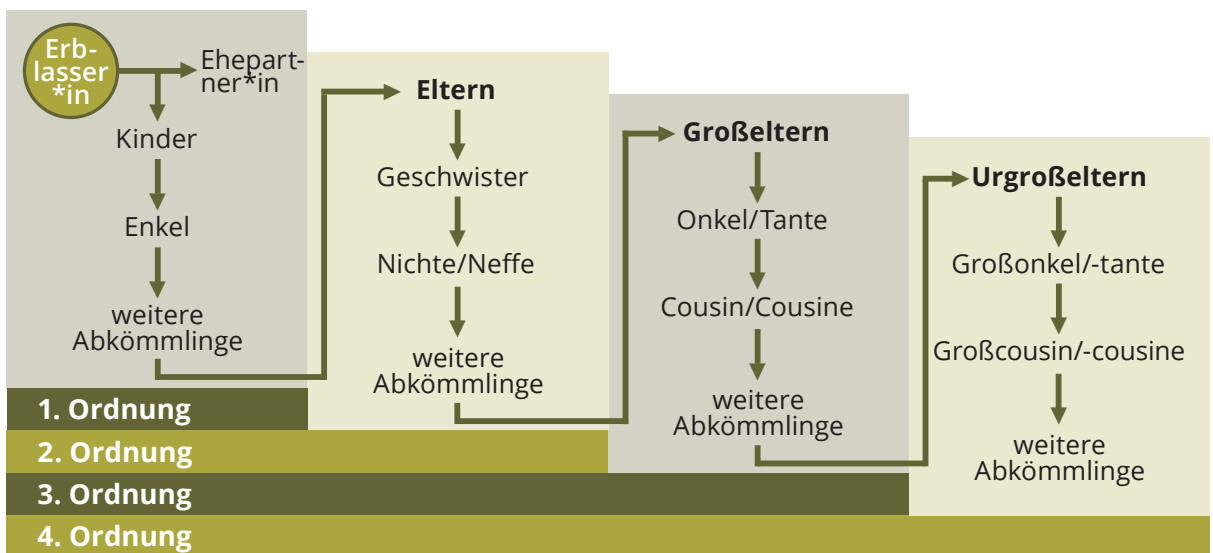 Erb-
lasser
*in
Ehepart-
ner*in
Kinder
Enkel
weitere
Abkömmlinge
Eltern
Geschwister
Nichte/Neffe
weitere
Abkömmlinge
Großeltern
Onkel/Tante
Cousin/Cousine
weitere
Abkömmlinge
Urgroßeltern
Großonkel/-tante
Großcousin/-cousine
weitere
Abkömmlinge
1. Ordnung
2. Ordnung
3. Ordnung
4. Ordnung